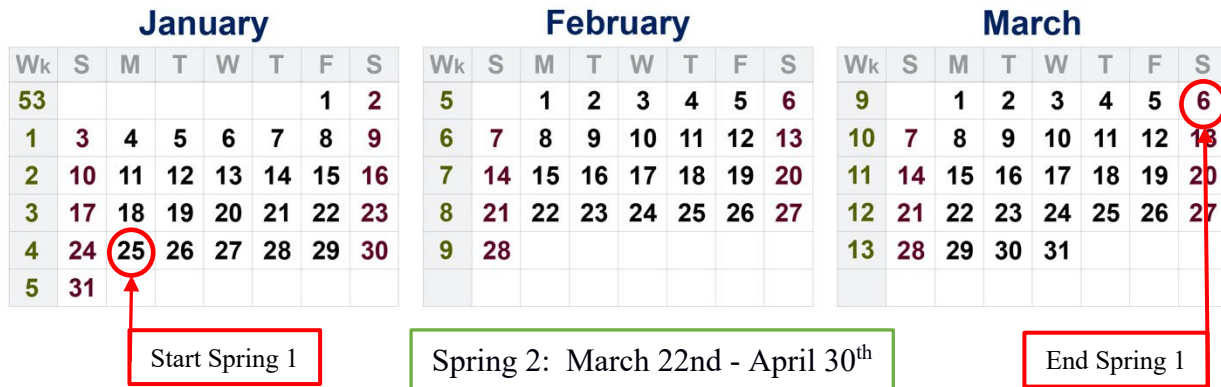 January February March
Wk S M T W T F S Wk S M T W T F S Wk S M T W T F S
53 1 2 5 1 2 3 4 5 6 9 1 2 3 4 5 6
1 3 4 5 6 7 8 9 6 7 8 9 10 11 12 13 10 7 8 9 10 11 12 13
2 10 11 12 13 14 15 16 7 14 15 16 17 18 19 20 11 14 15 16 17 18 19 20
3 17 18 19 20 21 22 23 8 21 22 23 24 25 26 27 12 21 22 23 24 25 26 27
4 24 25 26 27 28 29 30 9 28 13 28 29 30 31
5 31
Start Spring 1 Spring 2: March 22nd - April 30th End Spring 1